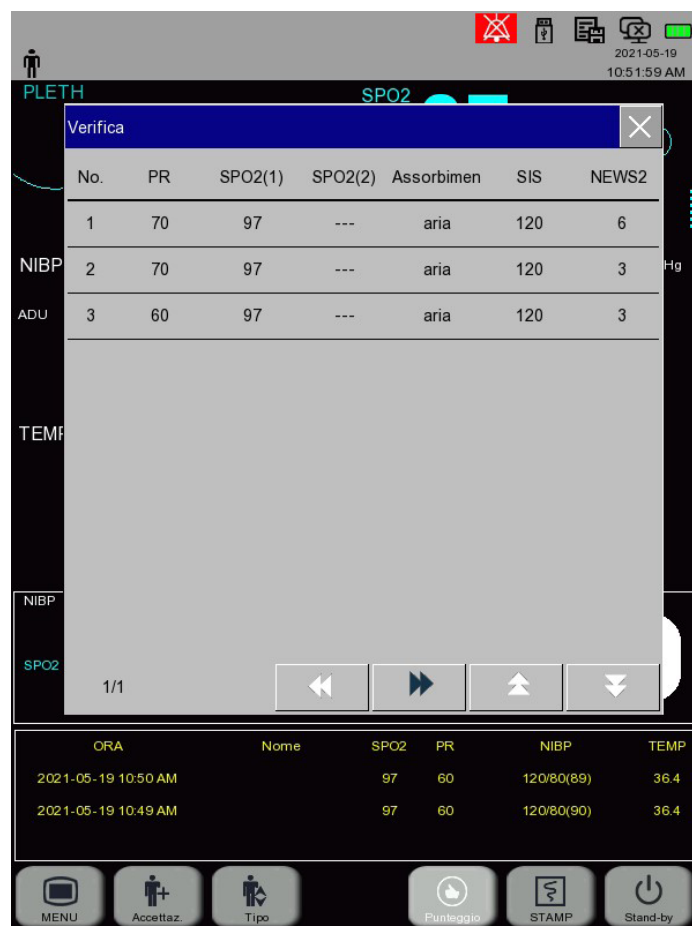 2021-05-19
10:51:59 AM
PLETH SPO2
Verifica
No. PR SPO2(1) SPO2(2) Assorbimen SIS NEWS2
1 70 97 --- aria 120 6
2 70 97 --- aria 120 3
3 60 97 --- aria 120 3
NIBP Hg
ADU
TEMP
NIBP
SPO2
1/1
ORA Nome SPO2 PR NIBP TEMP
2021-05-19 10:50 AM 97 60 120/80(89) 36.4
2021-05-19 10:49 AM 97 60 120/80(90) 36.4
MENU Accettaz. Tipo Punteggio STAMP Stand-by